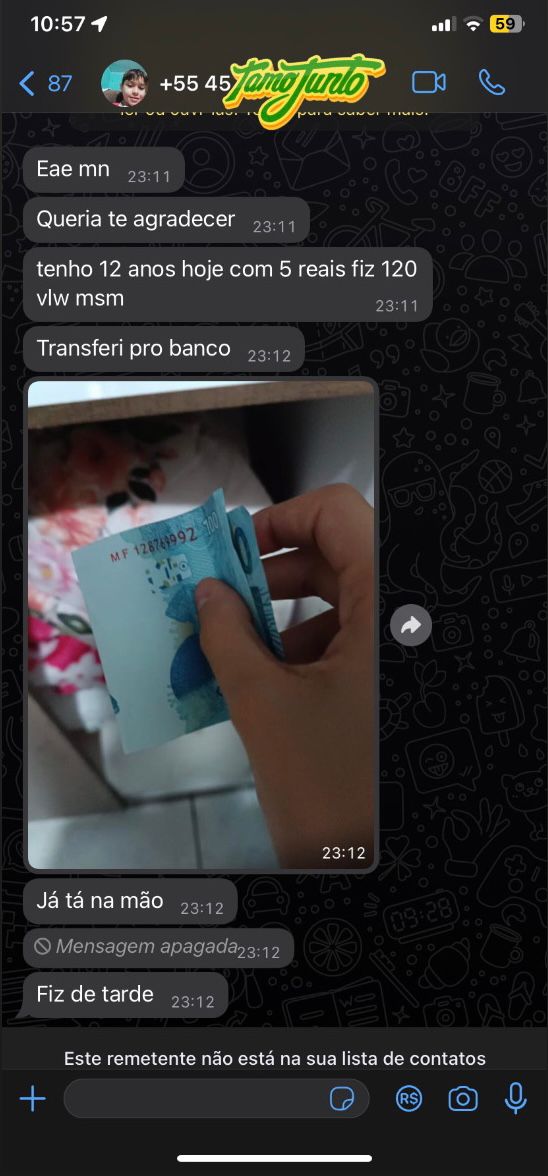 10:57
59
87
+55 45
Tamo Junto
Eae mn 23:11
Queria te agradecer 23:11
tenho 12 anos hoje com 5 reais fiz 120
vlw msm 23:11
Transferi pro banco 23:12
100
MF 128769992
23:12
Já tá na mão 23:12
Mensagem apagada 23:12
Fiz de tarde 23:12
09:28
Este remetente não está na sua lista de contatos
R$